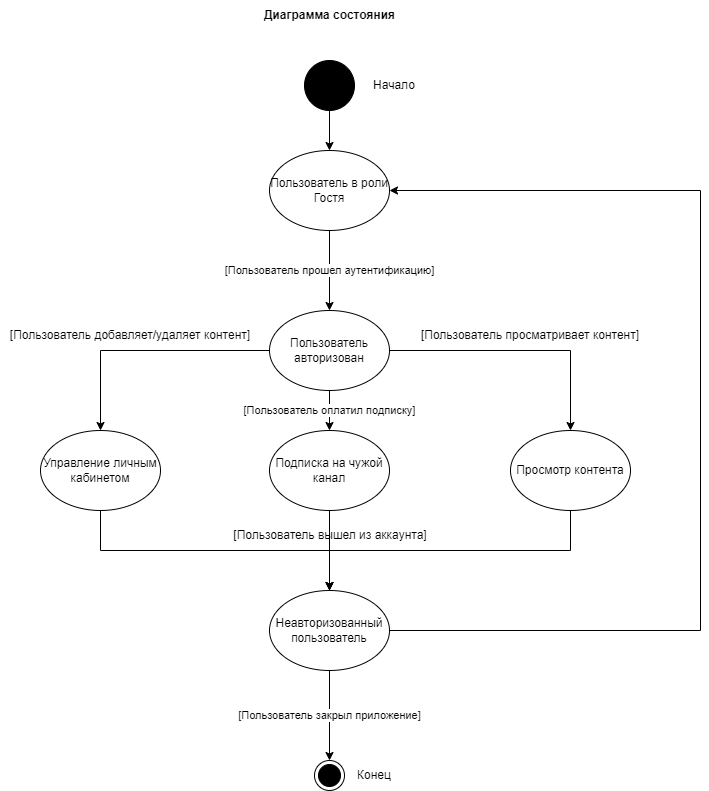 Диаграмма состояния
Начало
Пользователь в роли
Гостя
[Пользователь прошел аутентификацию]
[Пользователь добавляет/удаляет контент]
[Пользователь просматривает контент]
Пользователь
авторизован
[Пользователь оплатил подписку]
Управление личным
кабинетом
Подписка на чужой
канал
Просмотр контента
[Пользователь вышел из аккаунта]
Неавторизованный
пользователь
[Пользователь закрыл приложение]
Конец